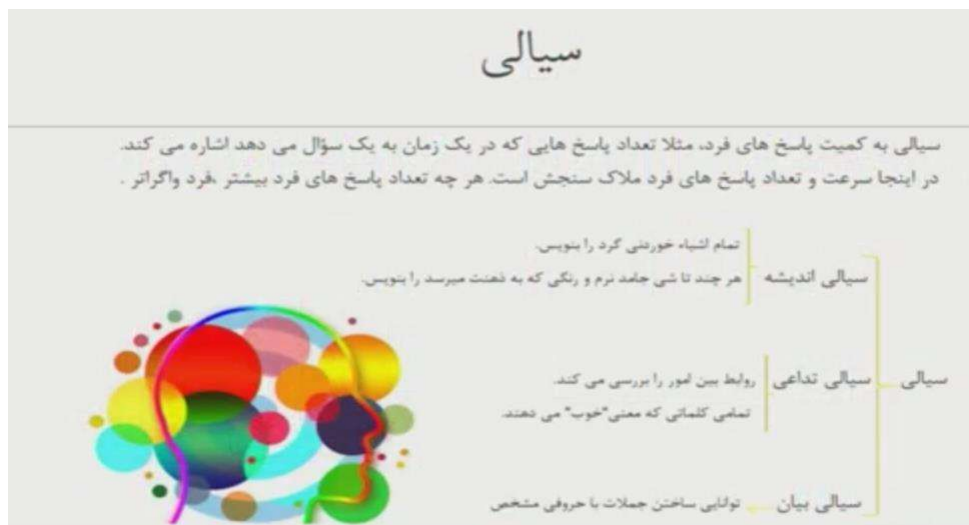 سیالی
سیالی به کمیت پاسخ های فرد، مثلا تعداد پاسخ هایی که در یک زمان به یک سؤال می دهد اشاره می کند.
در اینجا سرعت و تعداد پاسخ های فرد ملاک سنجش است. هر چه تعداد پاسخ های فرد بیشتر ،فرد واگراتر .
سیالی
سیالی اندیشه
تمام اشیاء خوردنی گرد را بنویس.
هر چند تا شی جامد نرم و رنگی که به ذهنت میرسد را بنویس.
سیالی تداعی
روابط بین امور را بررسی می کند.
تمامی کلماتی که معنی"خوب" می دهند.
سیالی بیان
توانایی ساختن جملات با حروفی مشخص